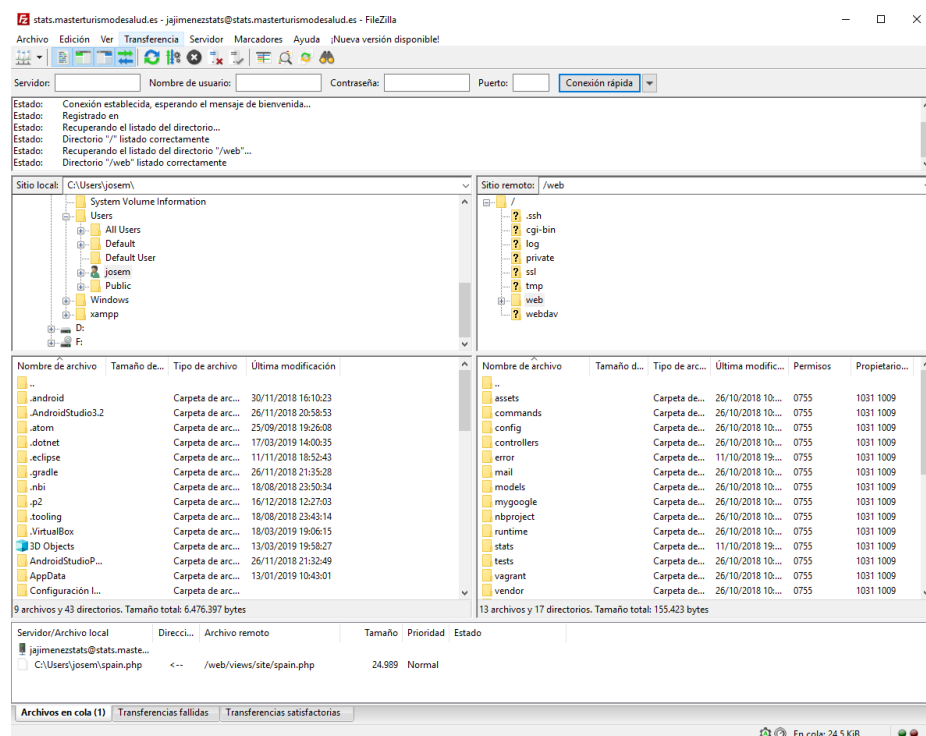 stats.masterturismodesalud.es - jajimenezstats@stats.masterturismodesalud.es - FileZilla
Archivo Edición Ver Transferencia Servidor Marcadores Ayuda ¡Nueva versión disponible!
Servidor: Nombre de usuario: Contraseña: Puerto: Conexión rápida
Estado: Conexión establecida, esperando el mensaje de bienvenida...
Estado: Registrado en
Estado: Recuperando el listado del directorio...
Estado: Directorio "/" listado correctamente
Estado: Recuperando el listado del directorio "/web"...
Estado: Directorio "/web" listado correctamente
Sitio local: C:\Users\josem\
System Volume Information
Users
All Users
Default
Default User
josem
Public
Windows
xampp
D:
F:
Sitio remoto: /web
/
.ssh
cgi-bin
log
private
ssl
tmp
web
webdav
Nombre de archivo Tamaño de... Tipo de archivo Última modificación
..
.android Carpeta de arc... 30/11/2018 16:10:23
.AndroidStudio3.2 Carpeta de arc... 26/11/2018 20:58:53
.atom Carpeta de arc... 25/09/2018 19:26:08
.dotnet Carpeta de arc... 17/03/2019 14:00:35
.eclipse Carpeta de arc... 11/11/2018 18:52:43
.gradle Carpeta de arc... 26/11/2018 21:35:28
.nbi Carpeta de arc... 18/08/2018 23:50:34
.p2 Carpeta de arc... 16/12/2018 12:27:03
.tooling Carpeta de arc... 18/08/2018 23:43:14
.VirtualBox Carpeta de arc... 18/03/2019 19:06:15
3D Objects Carpeta de arc... 13/03/2019 19:58:27
AndroidStudioP... Carpeta de arc... 26/11/2018 21:32:49
AppData Carpeta de arc... 13/01/2019 10:43:01
Configuración l... Carpeta de arc...
9 archivos y 43 directorios. Tamaño total: 6.476.397 bytes
Nombre de archivo Tamaño d... Tipo de arc... Última modific... Permisos Propietario...
..
assets Carpeta de... 26/10/2018 10:... 0755 1031 1009
commands Carpeta de... 26/10/2018 10:... 0755 1031 1009
config Carpeta de... 26/10/2018 10:... 0755 1031 1009
controllers Carpeta de... 26/10/2018 10:... 0755 1031 1009
error Carpeta de... 11/10/2018 19:... 0755 1031 1009
mail Carpeta de... 26/10/2018 10:... 0755 1031 1009
models Carpeta de... 26/10/2018 10:... 0755 1031 1009
mygoogle Carpeta de... 26/10/2018 10:... 0755 1031 1009
nbproject Carpeta de... 26/10/2018 10:... 0755 1031 1009
runtime Carpeta de... 26/10/2018 10:... 0755 1031 1009
stats Carpeta de... 11/10/2018 19:... 0755 1031 1009
tests Carpeta de... 26/10/2018 10:... 0755 1031 1009
vagrant Carpeta de... 26/10/2018 10:... 0755 1031 1009
vendor Carpeta de... 26/10/2018 10:... 0755 1031 1009
13 archivos y 17 directorios. Tamaño total: 155.423 bytes
Servidor/Archivo local Direcci... Archivo remoto Tamaño Prioridad Estado
jajimenezstats@stats.maste...
C:\Users\josem\spain.php <-- /web/views/site/spain.php 24.989 Normal
Archivos en cola (1) Transferencias fallidas Transferencias satisfactorias
En cola: 24,5 KiB